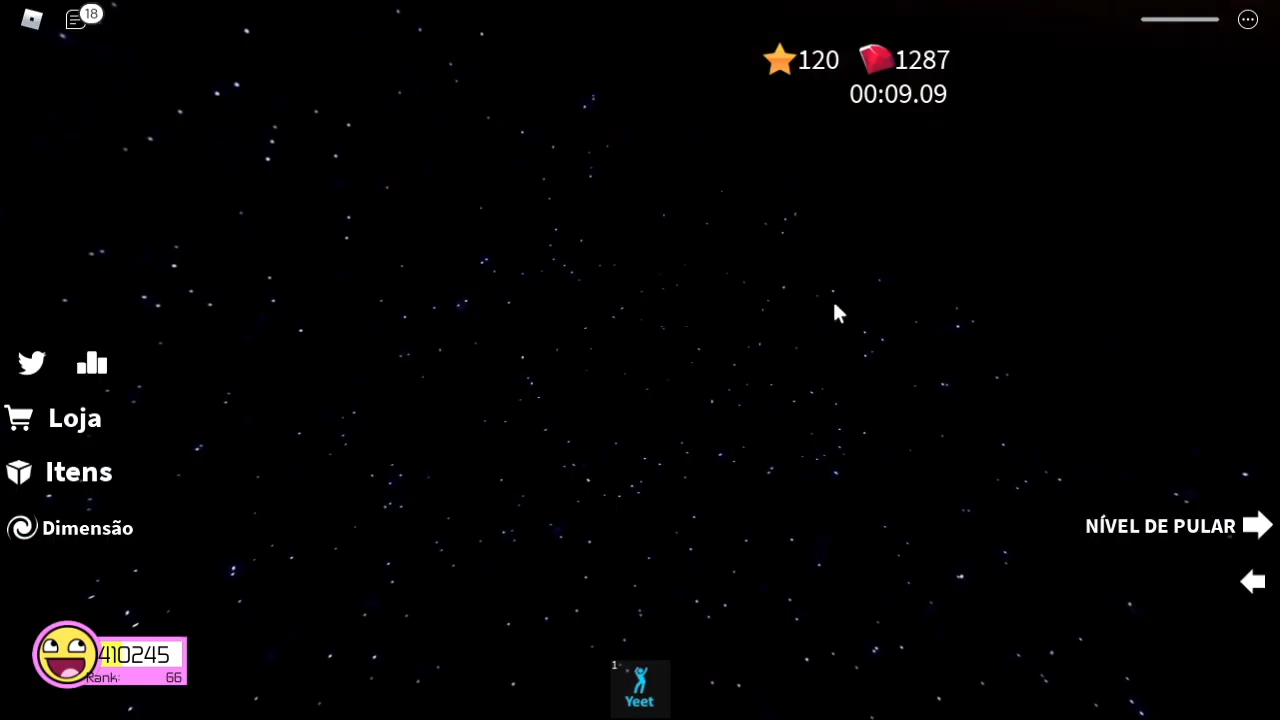 18
120 1287
00:09.09
Loja
Itens
Dimensão
NÍVEL DE PULAR
410245
Rank: 66
1
Yeet